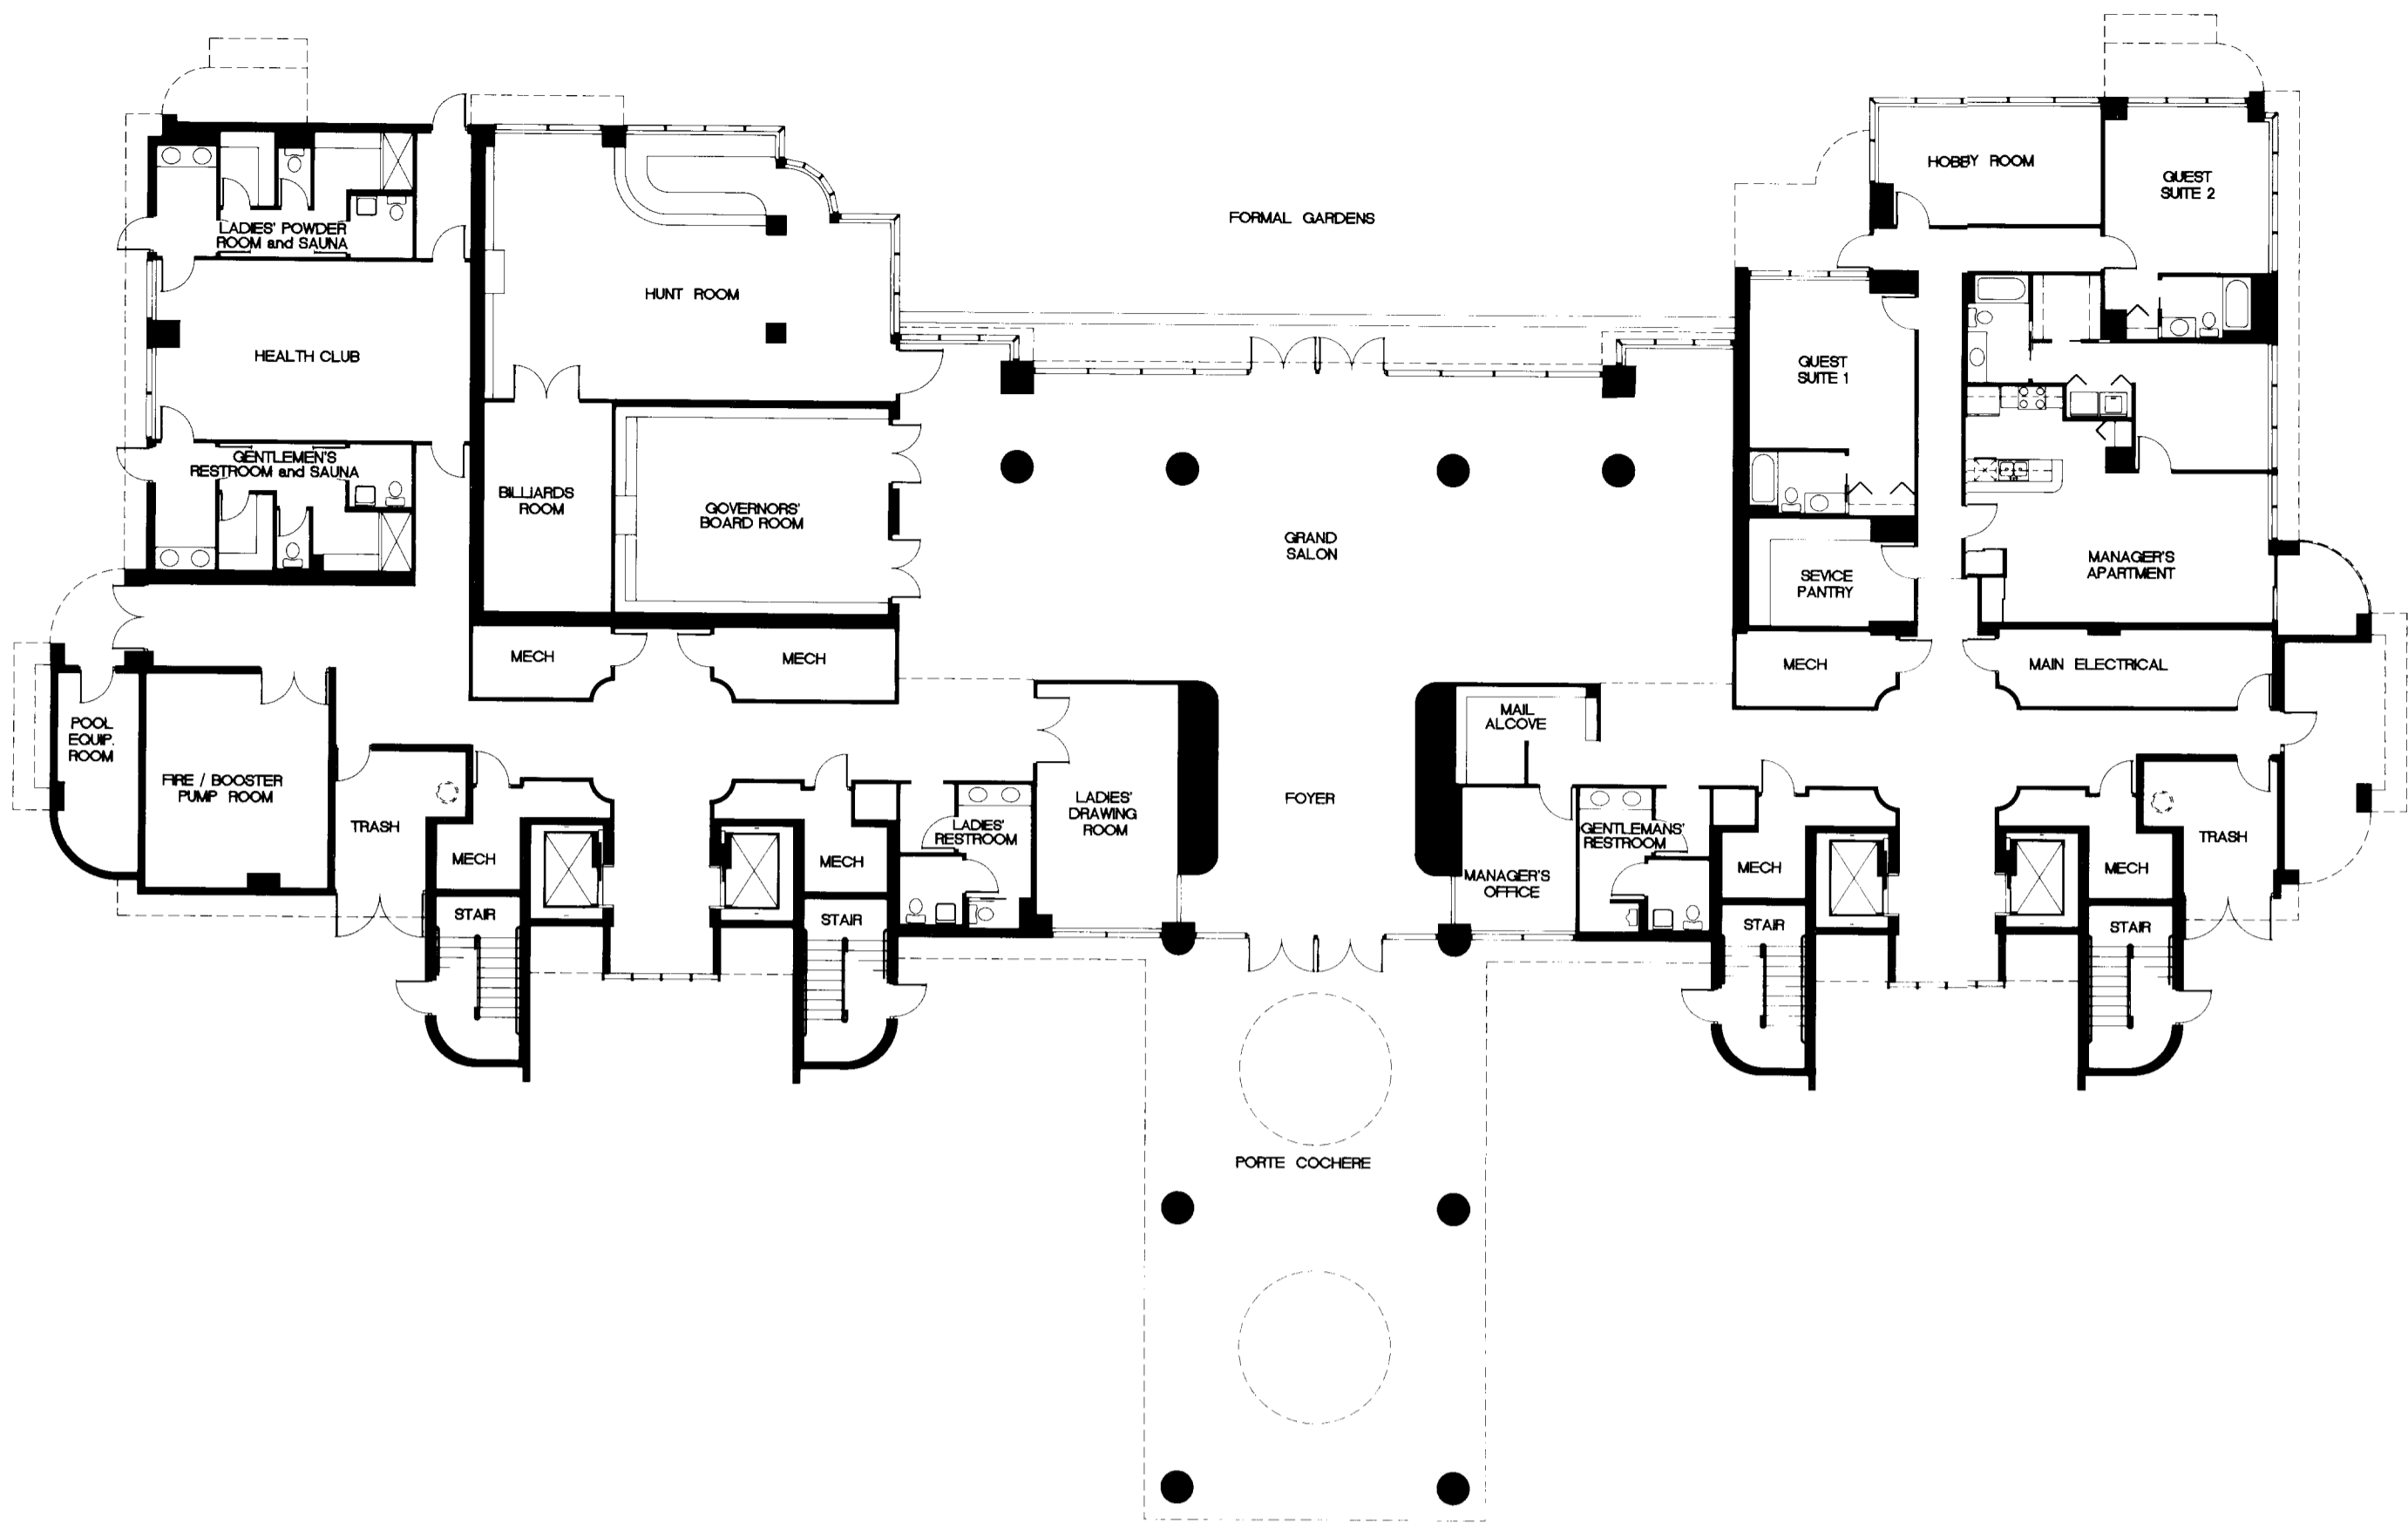 HOBBY ROOM
GUEST
SUITE 2
FORMAL GARDENS
LADIES' POWDER
ROOM and SAUNA
HUNT ROOM
HEALTH CLUB
GUEST
SUITE 1
GENTLEMEN'S
RESTROOM and SAUNA
BILLIARDS
ROOM
GOVERNORS'
BOARD ROOM
GRAND
SALON
SEVICE
PANTRY
MANAGER'S
APARTMENT
MECH
MECH
MECH
MAIN ELECTRICAL
POOL
EQUIP.
ROOM
FIRE / BOOSTER
PUMP ROOM
TRASH
MECH
MECH
LADIES'
RESTROOM
LADIES'
DRAWING
ROOM
FOYER
MAIL
ALCOVE
MANAGER'S
OFFICE
GENTLEMANS'
RESTROOM
MECH
MECH
TRASH
STAIR
STAIR
STAIR
STAIR
PORTE COCHERE